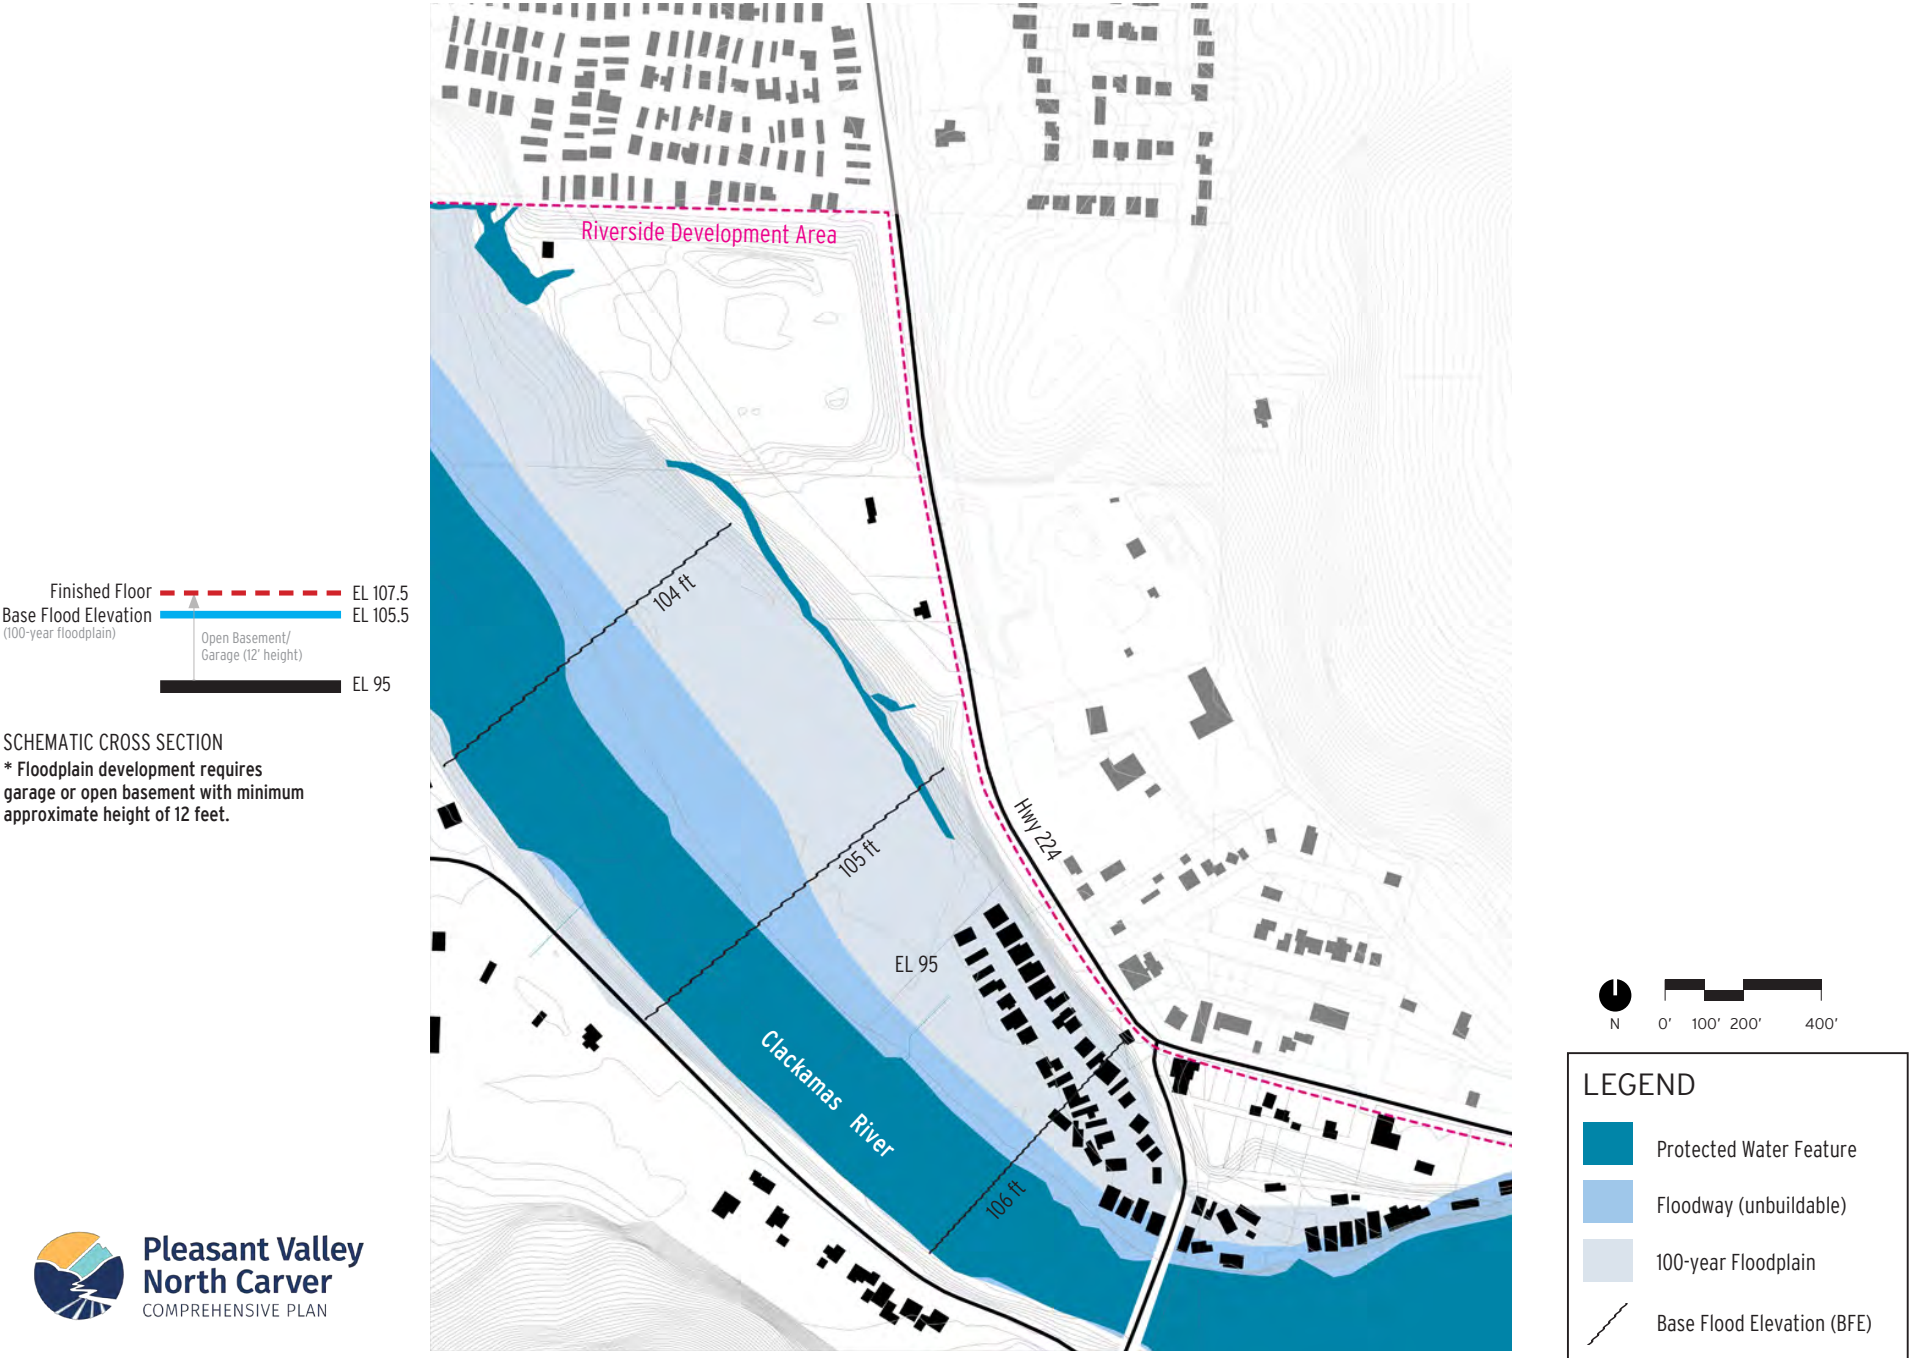 Riverside Development Area
104 ft
105 ft
106 ft
EL 95
Hwy 224
Clackamas River
Finished Floor
EL 107.5
Base Flood Elevation
EL 105.5
(100-year floodplain)
Open Basement/
Garage (12' height)
EL 95
SCHEMATIC CROSS SECTION
* Floodplain development requires
garage or open basement with minimum
approximate height of 12 feet.
Pleasant Valley
North Carver
COMPREHENSIVE PLAN
N
0' 100' 200' 400'
LEGEND
Protected Water Feature
Floodway (unbuildable)
100-year Floodplain
Base Flood Elevation (BFE)